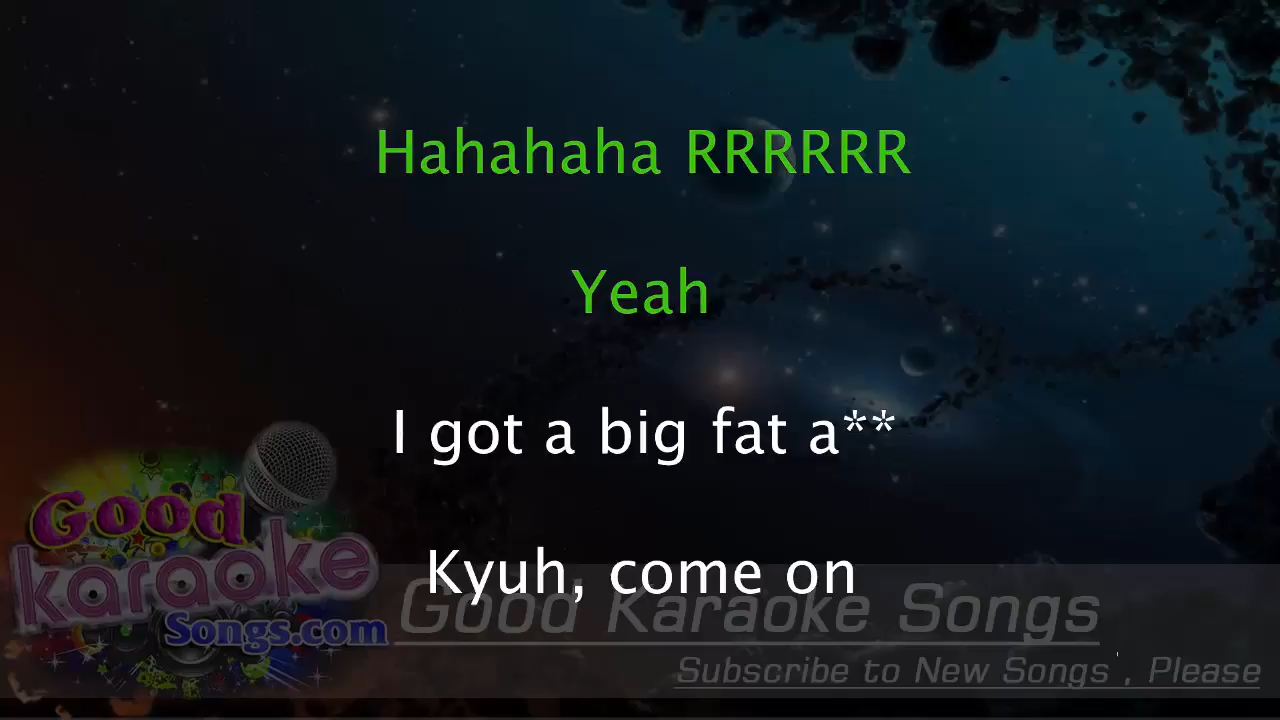 Hahahaha RRRRRR
Yeah
I got a big fat a**
Kyuh, come on
Good
karaoke
Songs.com
Good Karaoke Songs
Subscribe to New Songs , Please